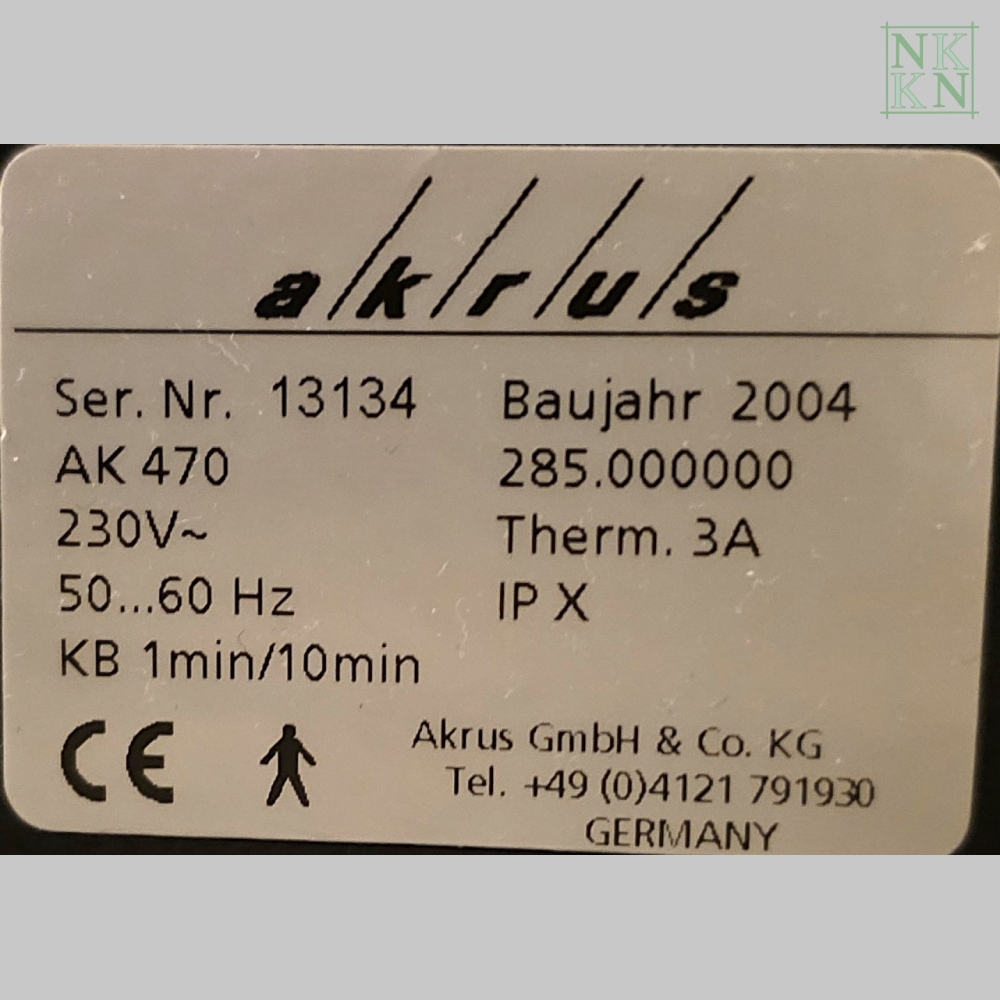 NK
KN
a/k/r/u/s
Ser. Nr. 13134 Baujahr 2004
AK 470 285.000000
230V~ Therm. 3A
50...60 Hz IP X
KB 1min/10min
CE
Akrus GmbH & Co. KG
Tel. +49 (0)4121 791930
GERMANY